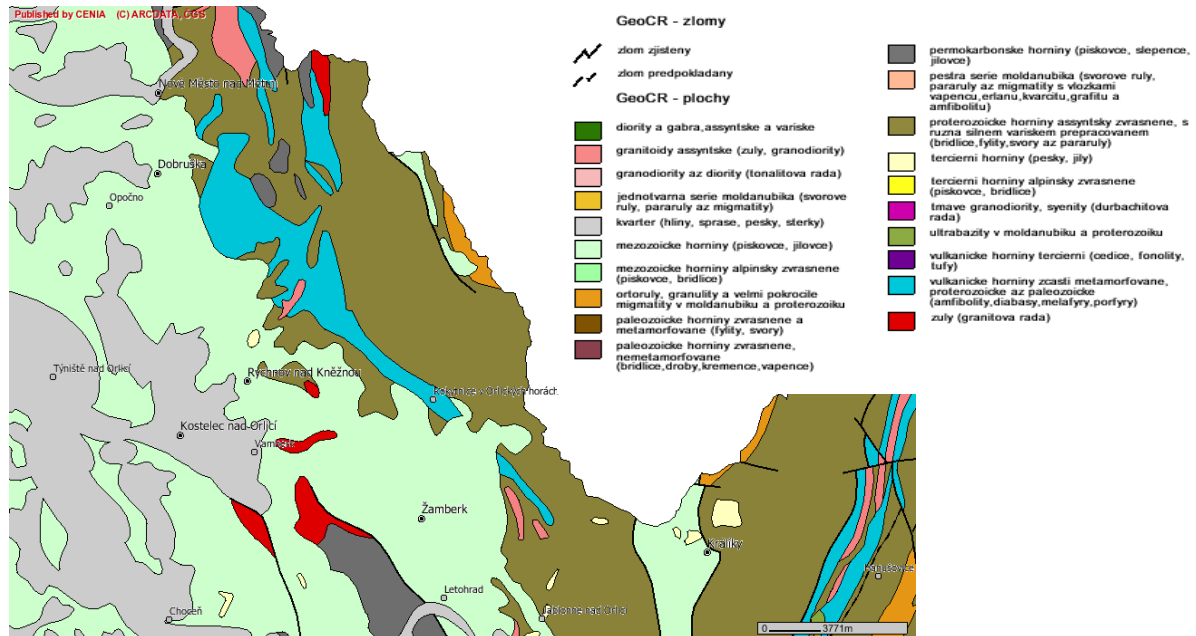 Published by CENIA (C) ARCDATA, CGS
Nové Město nad Metují
Dobruška
Opočno
Týniště nad Orlicí
Rychnov nad Kněžnou
Rokytnice v Orlických horách
Kostelec nad Orlicí
Vamberk
Žamberk
Králíky
Hanušovice
Letohrad
Choceň
Jablonné nad Orlicí
0 3771m
GeoCR - zlomy
zlom zjisteny
zlom predpokladany
GeoCR - plochy
diority a gabra,assyntske a variske
granitoidy assyntske (zuly, granodiority)
granodiority az diority (tonalitova rada)
jednotvarna serie moldanubika (svorove
ruly, pararuly az migmatity)
kvarter (hliny, sprase, pesky, sterky)
mezozoicke horniny (piskovce, jilovce)
mezozoicke horniny alpinsky zvrasnene
(piskovce, bridlice)
ortoruly, granulity a velmi pokrocile
migmatity v moldanubiku a proterozoiku
paleozoicke horniny zvrasnene a
metamorfovane (fylity, svory)
paleozoicke horniny zvrasnene,
nemetamorfovane
(bridlice,droby,kremence,vapence)
permokarbonske horniny (piskovce, slepence,
jilovce)
pestra serie moldanubika (svorove ruly,
pararuly az migmatity s vlozkami
vapencu,erlanu,kvarcitu,grafitu a
amfibolitu)
proterozoicke horniny assyntsky zvrasnene, s
ruzna silnem variskem prepracovanem
(bridlice,fylity,svory az pararuly)
tercierni horniny (pesky, jily)
tercierni horniny alpinsky zvrasnene
(piskovce, bridlice)
tmave granodiority, syenity (durbachitova
rada)
ultrabazity v moldanubiku a proterozoiku
vulkanicke horniny tercierni (cedice, fonolity,
tufy)
vulkanicke horniny zcasti metamorfovane,
proterozoicke az paleozoicke
(amfibolity,diabasy,melafyry,porfyry)
zuly (granitova rada)